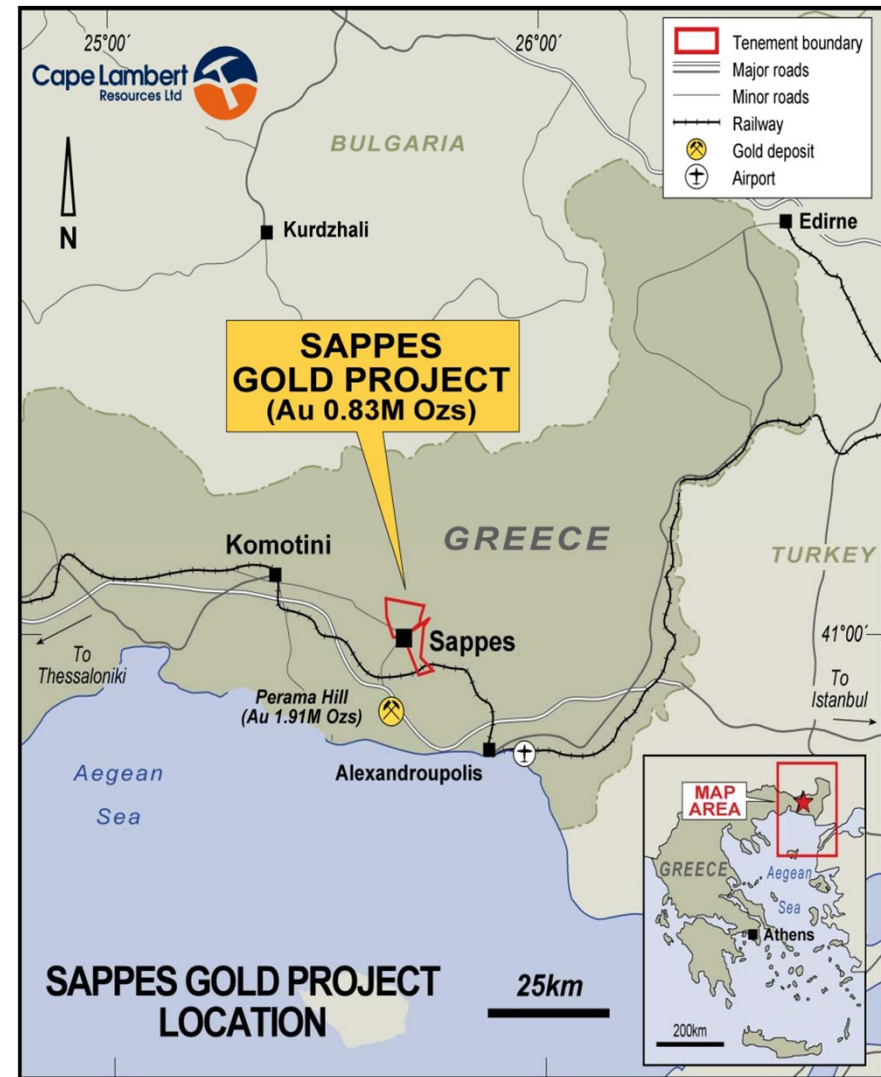 25°00'
26°00'
Cape Lambert
Resources Ltd
Tenement boundary
Major roads
Minor roads
Railway
Gold deposit
Airport
N
BULGARIA
Kurdzhali
Edirne
SAPPES
GOLD PROJECT
(Au 0.83M Ozs)
GREECE
Komotini
TURKEY
Sappes
41°00'
To
Thessaloniki
To
Istanbul
Perama Hill
(Au 1.91M Ozs)
Alexandroupolis
Aegean
Sea
MAP
AREA
GREECE
Aegean
Sea
Athens
200km
SAPPES GOLD PROJECT
LOCATION
25km